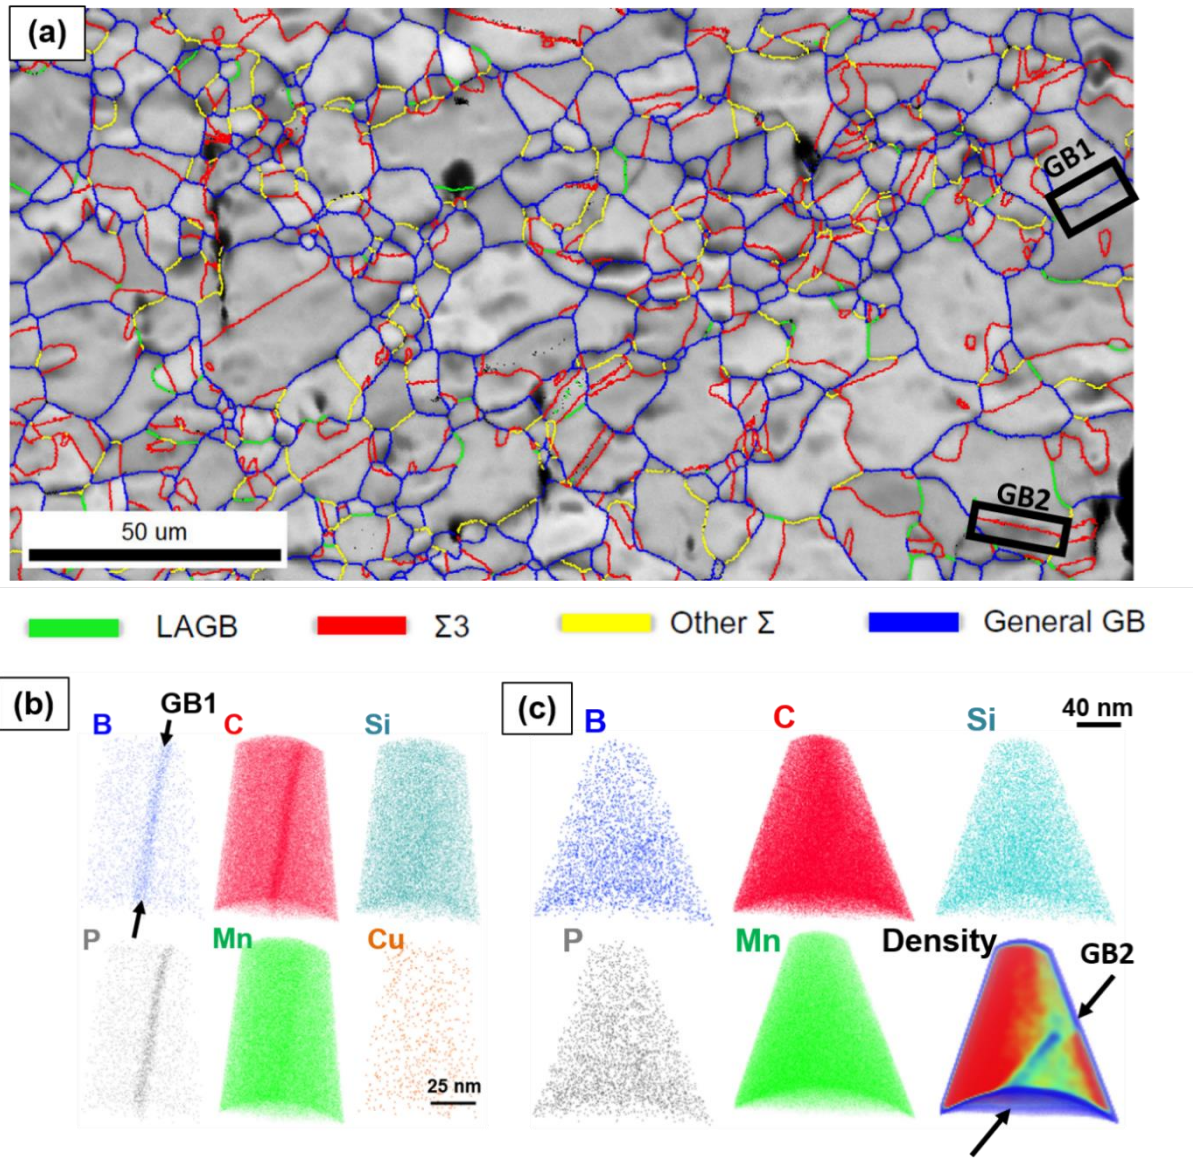 (a)
GB1
GB2
50 um
LAGB
Σ3
Other Σ
General GB
(b)
GB1
B
C
Si
P
Mn
Cu
25 nm
(c)
B
C
Si
40 nm
P
Mn
Density
GB2